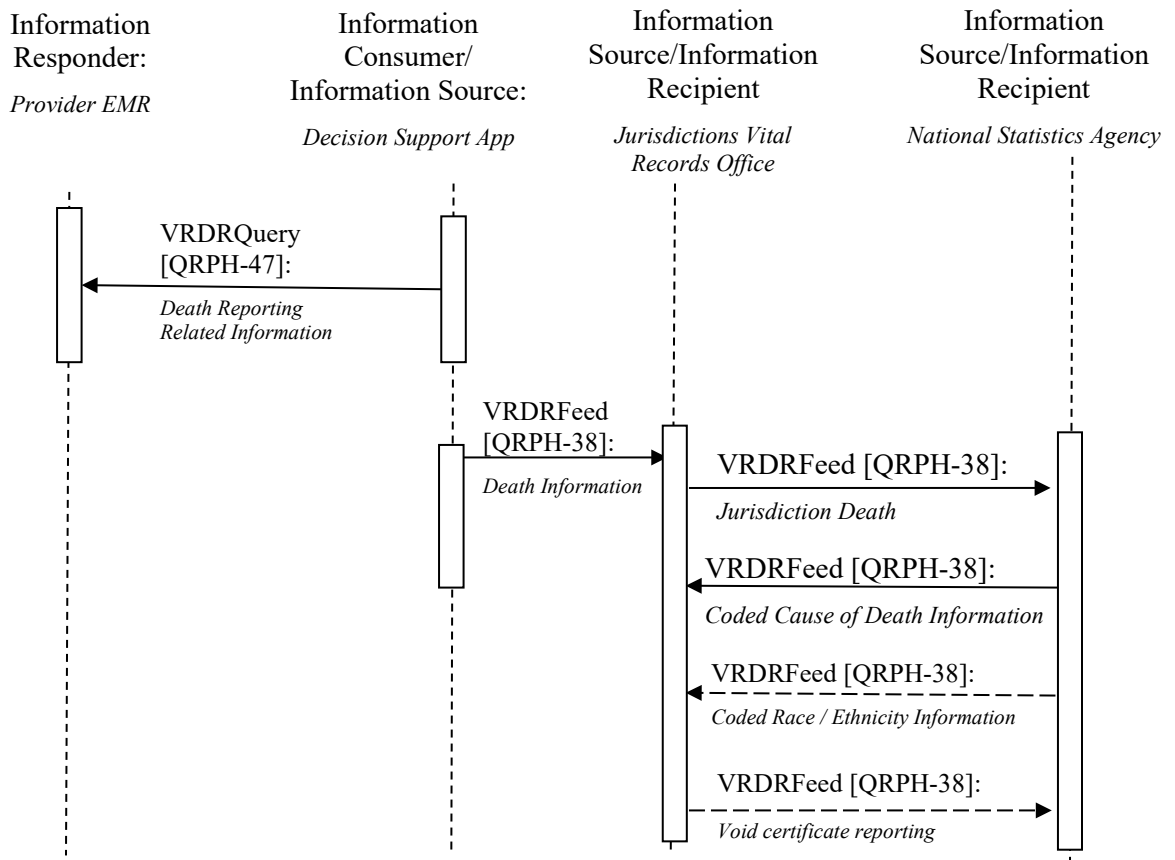 Information
Responder:
Provider EMR
Information
Consumer/
Information Source:
Decision Support App
Information
Source/Information
Recipient
Jurisdictions Vital
Records Office
Information
Source/Information
Recipient
National Statistics Agency
VRDRQuery
[QRPH-47]:
Death Reporting
Related Information
VRDRFeed
[QRPH-38]:
Death Information
VRDRFeed [QRPH-38]:
Jurisdiction Death
VRDRFeed [QRPH-38]:
Coded Cause of Death Information
VRDRFeed [QRPH-38]:
Coded Race / Ethnicity Information
VRDRFeed [QRPH-38]:
Void certificate reporting